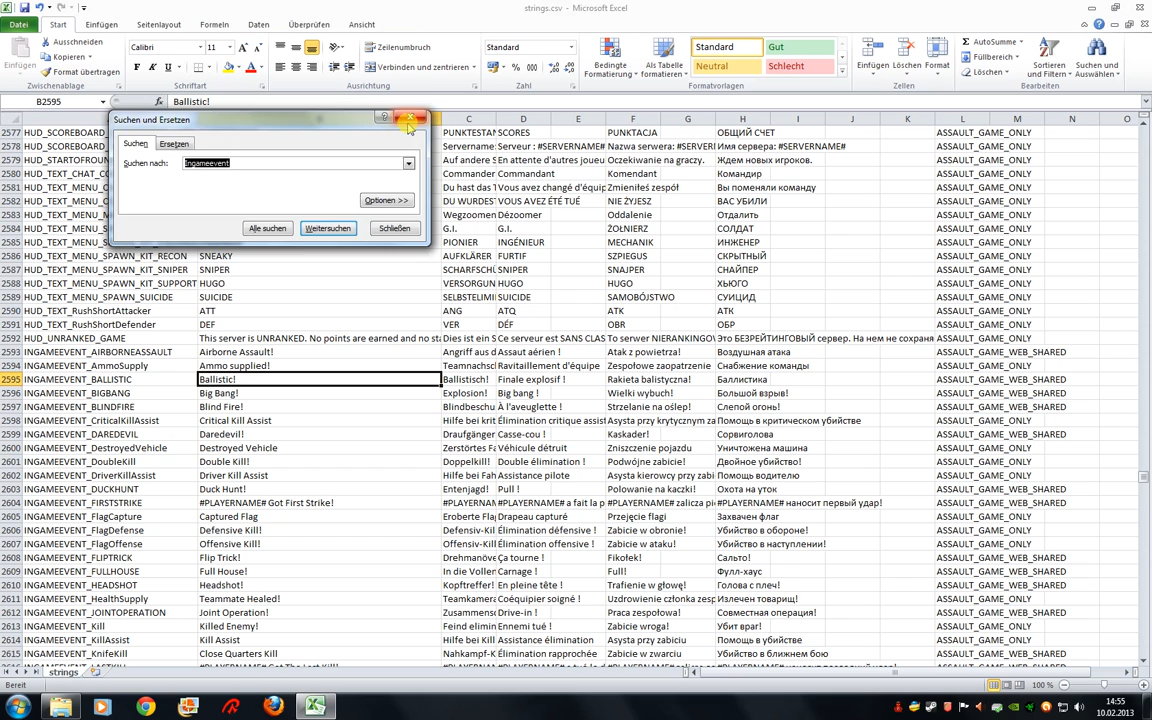 strings.csv - Microsoft Excel
Datei Start Einfügen Seitenlayout Formeln Daten Überprüfen Ansicht
Einfügen Ausschneiden Kopieren Format übertragen
Calibri 11 Zeilenumbruch Standard Standard Gut AutoSumme
F K U Verbinden und zentrieren % 000 Neutral Schlecht Füllbereich Löschen
Bedingte Formatierung Als Tabelle formatieren Einfügen Löschen Format Sortieren und Filtern Suchen und Auswählen
Zwischenablage Schriftart Ausrichtung Zahl Formatvorlagen Zellen Bearbeiten
B2595 fx Ballistic!
Suchen und Ersetzen
Suchen Ersetzen
Suchen nach: Ingameevent
Optionen >>
Alle suchen Weitersuchen Schließen
C D E F G H I J K L M N O
2577 HUD_SCOREBOARD_ PUNKTESTAN SCORES PUNKTACJA ОБЩИЙ СЧЕТ ASSAULT_GAME_ONLY
2578 HUD_SCOREBOARD_ Servername: Serveur : #SERVERNAME# Nazwa serwera: #SERVERNAME Имя сервера: #SERVERNAME# ASSAULT_GAME_ONLY
2579 HUD_STARTOFROUN Auf andere S En attente d'autres joueu Oczekiwanie na graczy. Ждем новых игроков. ASSAULT_GAME_ONLY
2580 HUD_TEXT_CHAT_CO Commander Commandant Komendant Командир ASSAULT_GAME_ONLY
2581 HUD_TEXT_MENU_C Du hast das T Vous avez changé d'équip Zmieniłeś zespół Вы поменяли команду ASSAULT_GAME_ONLY
2582 HUD_TEXT_MENU_ DU WURDEST VOUS AVEZ ÉTÉ TUÉ NIE ŻYJESZ ВАС УБИЛИ ASSAULT_GAME_ONLY
2583 HUD_TEXT_MENU_S Wegzoomen Dézoomer Oddalenie Отдалить ASSAULT_GAME_ONLY
2584 HUD_TEXT_MENU_S G.I. G.I. ŻOŁNIERZ СОЛДАТ ASSAULT_GAME_ONLY
2585 HUD_TEXT_MENU_S PIONIER INGÉNIEUR MECHANIK ИНЖЕНЕР ASSAULT_GAME_ONLY
2586 HUD_TEXT_MENU_SPAWN_KIT_RECON SNEAKY AUFKLÄRER FURTIF SZPIEGUS СКРЫТНЫЙ ASSAULT_GAME_ONLY
2587 HUD_TEXT_MENU_SPAWN_KIT_SNIPER SNIPER SCHARFSCHÜ SNIPER SNAJPER СНАЙПЕР ASSAULT_GAME_ONLY
2588 HUD_TEXT_MENU_SPAWN_KIT_SUPPORT HUGO VERSORGUN HUGO HUGO ХЬЮГО ASSAULT_GAME_ONLY
2589 HUD_TEXT_MENU_SPAWN_SUICIDE SUICIDE SELBSTELIMI SUICIDE SAMOBÓJSTWO СУИЦИД ASSAULT_GAME_ONLY
2590 HUD_TEXT_RushShortAttacker ATT ANG ATQ ATK АТК ASSAULT_GAME_ONLY
2591 HUD_TEXT_RushShortDefender DEF VER DÉF OBR ОБР ASSAULT_GAME_ONLY
2592 HUD_UNRANKED_GAME This server is UNRANKED. No points are earned and no sta Dies ist ein S Ce serveur est SANS CLASS To serwer NIERANKINGOW Это БЕЗРЕЙТИНГОВЫЙ сервер. На нем не сохраня ASSAULT_GAME_ONLY
2593 INGAMEEVENT_AIRBORNEASSAULT Airborne Assault! Angriff aus d Assaut aérien ! Atak z powietrza! Воздушная атака ASSAULT_GAME_WEB_SHARED
2594 INGAMEEVENT_AmmoSupply Ammo supplied! Teamnachsc Ravitaillement d'équipe Zespołowe zaopatrzenie Снабжение команды ASSAULT_GAME_ONLY
2595 INGAMEEVENT_BALLISTIC Ballistic! Ballistisch! Finale explosif ! Rakieta balistyczna! Баллистика ASSAULT_GAME_WEB_SHARED
2596 INGAMEEVENT_BIGBANG Big Bang! Explosion! Big bang ! Wielki wybuch! Большой взрыв! ASSAULT_GAME_WEB_SHARED
2597 INGAMEEVENT_BLINDFIRE Blind Fire! Blindbeschu À l'aveuglette ! Strzelanie na oślep! Слепой огонь! ASSAULT_GAME_WEB_SHARED
2598 INGAMEEVENT_CriticalKillAssist Critical Kill Assist Hilfe bei krit Élimination critique assist Asysta przy krytycznym za Помощь в критическом убийстве ASSAULT_GAME_ONLY
2599 INGAMEEVENT_DAREDEVIL Daredevil! Draufgänger Casse-cou ! Kaskader! Сорвиголова ASSAULT_GAME_WEB_SHARED
2600 INGAMEEVENT_DestroyedVehicle Destroyed Vehicle Zerstörtes Fa Véhicule détruit Zniszczenie pojazdu Уничтожена машина ASSAULT_GAME_ONLY
2601 INGAMEEVENT_DoubleKill Double Kill! Doppelkill! Double élimination ! Podwójne zabicie! Двойное убийство! ASSAULT_GAME_ONLY
2602 INGAMEEVENT_DriverKillAssist Driver Kill Assist Hilfe bei Fah Assistance pilote Asysta kierowcy przy zabic Помощь водителю ASSAULT_GAME_ONLY
2603 INGAMEEVENT_DUCKHUNT Duck Hunt! Entenjagd! Pull ! Polowanie na kaczki! Охота на уток ASSAULT_GAME_WEB_SHARED
2604 INGAMEEVENT_FIRSTSTRIKE #PLAYERNAME# Got First Strike! #PLAYERNAM #PLAYERNAME# a fait la p #PLAYERNAME# zalicza pie #PLAYERNAME# наносит первый удар! ASSAULT_GAME_ONLY
2605 INGAMEEVENT_FlagCapture Captured Flag Eroberte Fla Drapeau capturé Przejęcie flagi Захвачен флаг ASSAULT_GAME_ONLY
2606 INGAMEEVENT_FlagDefense Defensive Kill! Defensiv-Kil Élimination défensive ! Zabicie w obronie! Убийство в обороне! ASSAULT_GAME_ONLY
2607 INGAMEEVENT_FlagOffense Offensive Kill! Offensiv-Kil Élimination offensive ! Zabicie w ataku! Убийство в наступлении! ASSAULT_GAME_ONLY
2608 INGAMEEVENT_FLIPTRICK Flip Trick! Drehmanöve Ça tourne ! Fikołek! Сальто! ASSAULT_GAME_WEB_SHARED
2609 INGAMEEVENT_FULLHOUSE Full House! In die Vollen Carnage ! Full! Фулл-хаус ASSAULT_GAME_WEB_SHARED
2610 INGAMEEVENT_HEADSHOT Headshot! Kopftreffer! En pleine tête ! Trafienie w głowę! Голова с плеч! ASSAULT_GAME_WEB_SHARED
2611 INGAMEEVENT_HealthSupply Teammate Healed! Teamkamera Coéquipier soigné ! Uzdrowienie członka zesp Излечен товарищ! ASSAULT_GAME_ONLY
2612 INGAMEEVENT_JOINTOPERATION Joint Operation! Zusammens Drive-in ! Praca zespołowa! Совместная операция! ASSAULT_GAME_WEB_SHARED
2613 INGAMEEVENT_Kill Killed Enemy! Feind elimin Ennemi tué ! Zabicie wroga! Убит враг! ASSAULT_GAME_ONLY
2614 INGAMEEVENT_KillAssist Kill Assist Hilfe bei Kill Assistance élimination Asysta przy zabiciu Помощь в убийстве ASSAULT_GAME_ONLY
2615 INGAMEEVENT_KnifeKill Close Quarters Kill Nahkampf-K Élimination rapprochée Zabicie w zwarciu Убийство в ближнем бою ASSAULT_GAME_ONLY
strings
Bereit 100 %
14:55
10.02.2013